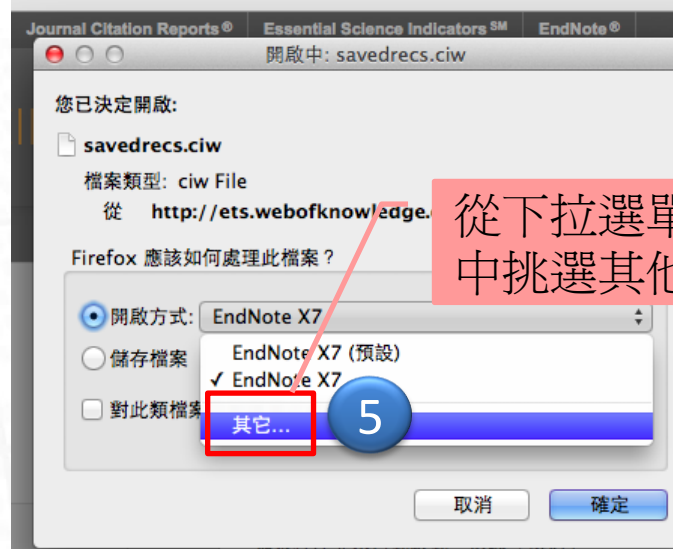 Journal Citation Reports® Essential Science Indicators SM EndNote®
開啟中: savedrecs.ciw
您已決定開啟:
savedrecs.ciw
檔案類型: ciw File
從 http://ets.webofknowledge.
從下拉選單
中挑選其他
Firefox 應該如何處理此檔案？
開啟方式: EndNote X7
EndNote X7 (預設)
儲存檔案
✓ EndNote X7
對此類檔案
其它...
5
取消 確定